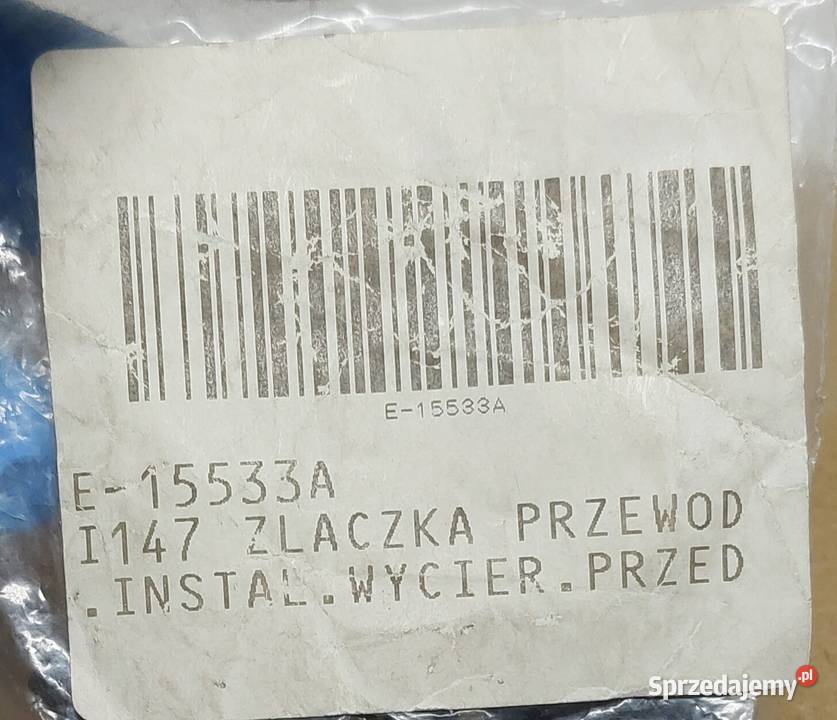 E-15533A
E-15533A
I147 ZLACZKA PRZEWOD
.INSTAL.WYCIER.PRZED
Sprzedajemy.pl